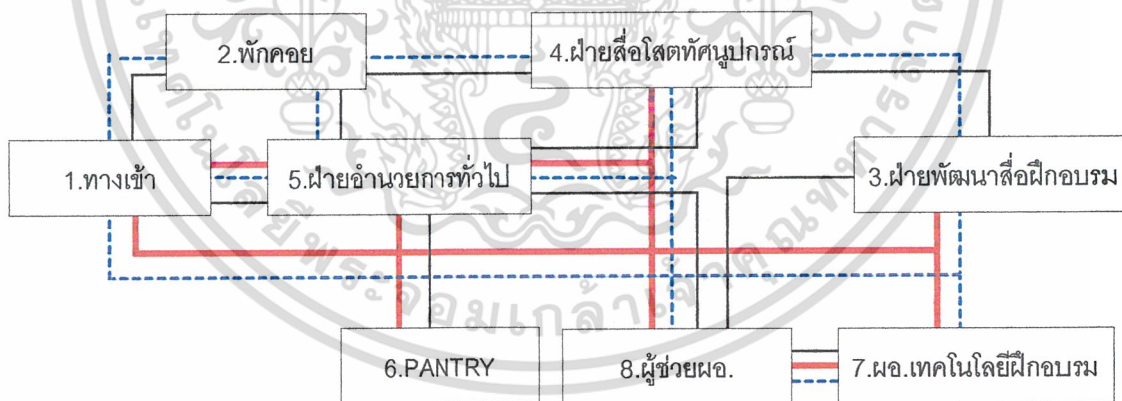 2.พักคอย
4.ฝ่ายสื่อโสตทัศนูปกรณ์
1.ทางเข้า
5.ฝ่ายอำนวยการทั่วไป
3.ฝ่ายพัฒนาสื่อฝึกอบรม
6.PANTRY
8.ผู้ช่วยผอ.
7.ผอ.เทคโนโลยีฝึกอบรม